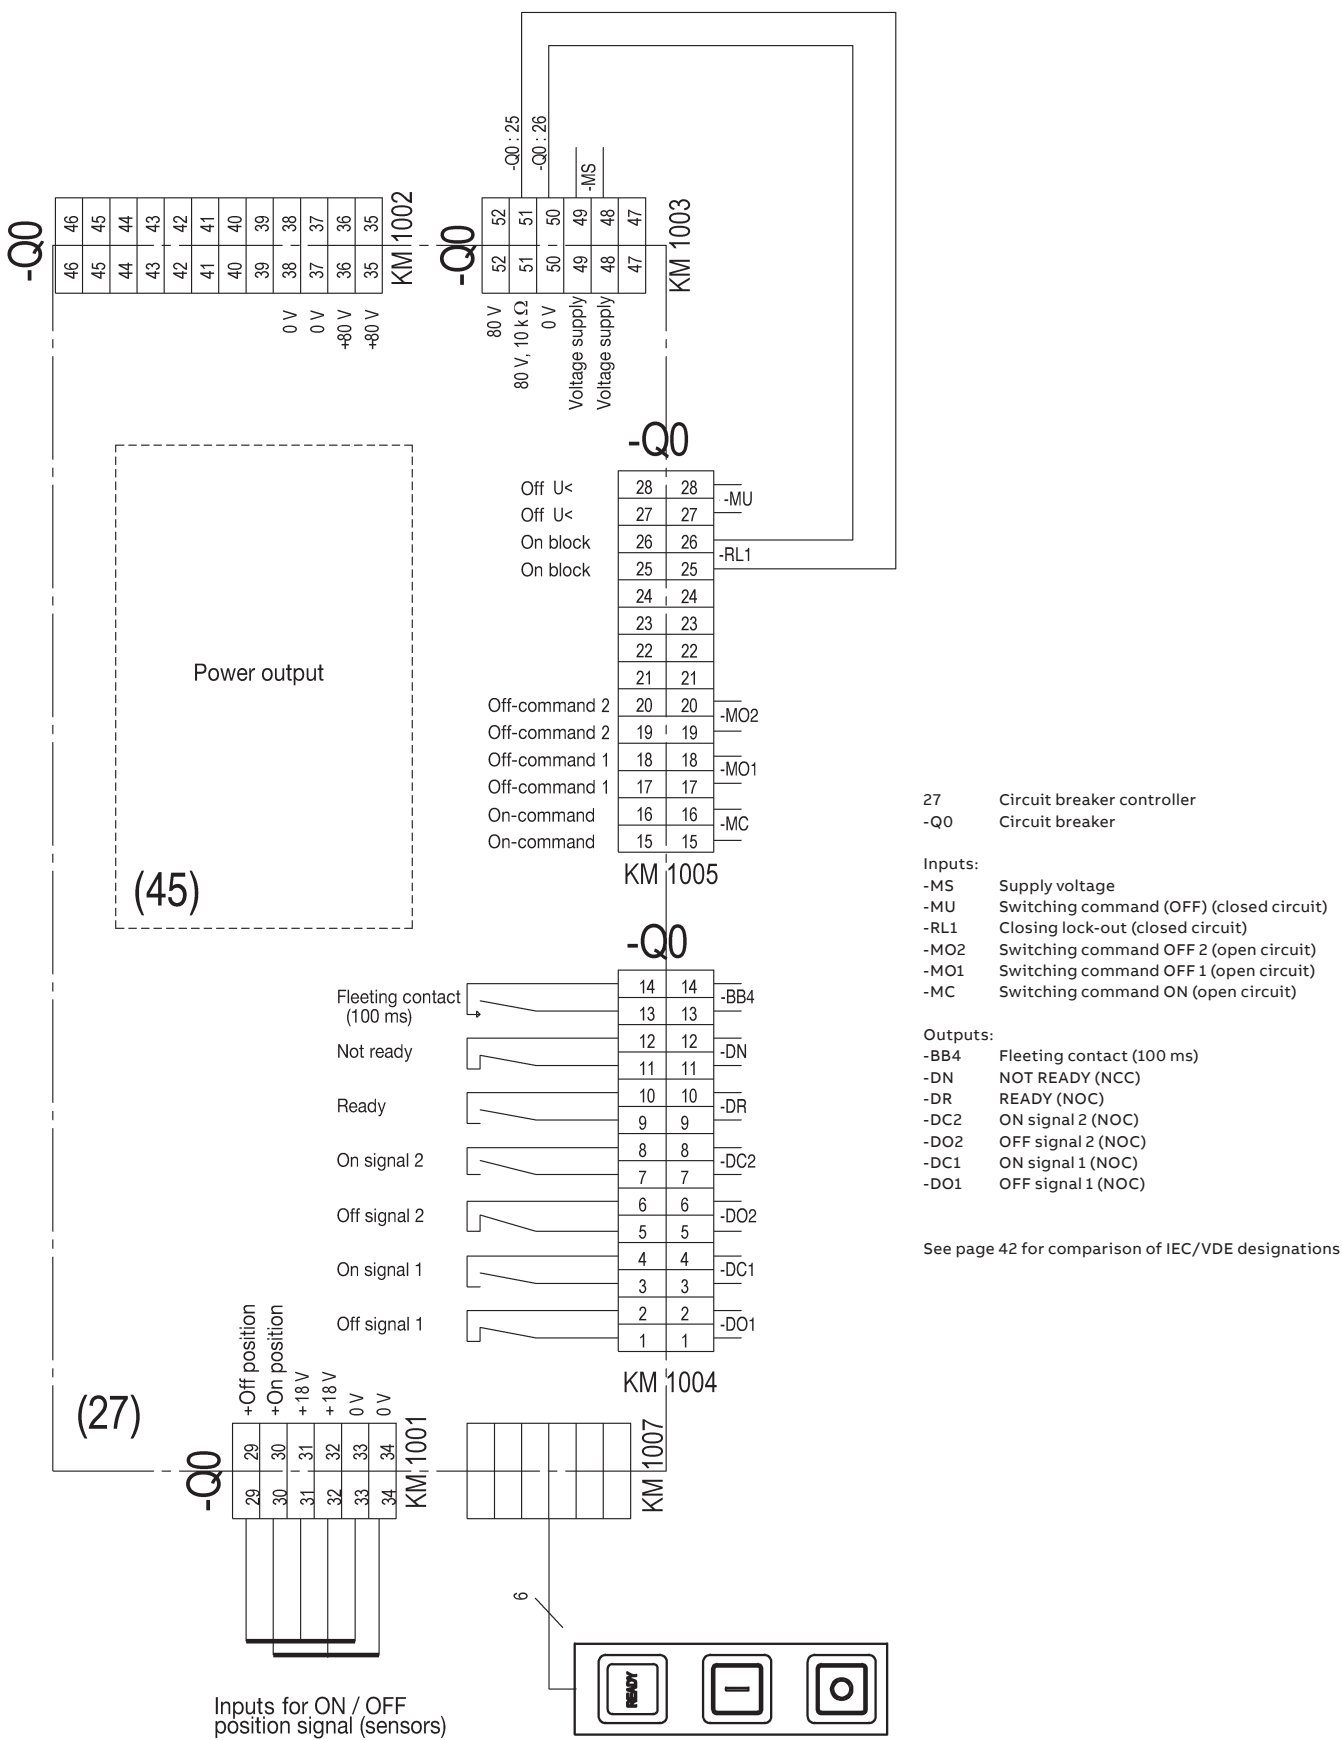 -Q0 : 25
-Q0 : 26
-MS
-Q0
46 45 44 43 42 41 40 39 38 37 36 35
46 45 44 43 42 41 40 39 38 37 36 35
KM 1002
0 V
0 V
+80 V
+80 V
-Q0
52 51 50 49 48 47
52 51 50 49 48 47
KM 1003
80 V
80 V, 10 k Ω
0 V
Voltage supply
Voltage supply
-Q0
Off U< 28 28
-MU
Off U< 27 27
On block 26 26
-RL1
On block 25 25
24 24
23 23
22 22
21 21
Off-command 2 20 20
-MO2
Off-command 2 19 19
Off-command 1 18 18
-MO1
Off-command 1 17 17
On-command 16 16
-MC
On-command 15 15
KM 1005
Power output
(45)
-Q0
14 14
Fleeting contact
(100 ms)
-BB4
13 13
12 12
Not ready
-DN
11 11
10 10
Ready
-DR
9 9
8 8
On signal 2
-DC2
7 7
6 6
Off signal 2
-DO2
5 5
4 4
On signal 1
-DC1
3 3
2 2
Off signal 1
-DO1
1 1
KM 1004
(27)
+Off position
+On position
+18 V
+18 V
0 V
0 V
-Q0
29 30 31 32 33 34
29 30 31 32 33 34
KM 1001
KM 1007
6
READY
Inputs for ON / OFF
position signal (sensors)
27 Circuit breaker controller
-Q0 Circuit breaker
Inputs:
-MS Supply voltage
-MU Switching command (OFF) (closed circuit)
-RL1 Closing lock-out (closed circuit)
-MO2 Switching command OFF 2 (open circuit)
-MO1 Switching command OFF 1 (open circuit)
-MC Switching command ON (open circuit)
Outputs:
-BB4 Fleeting contact (100 ms)
-DN NOT READY (NCC)
-DR READY (NOC)
-DC2 ON signal 2 (NOC)
-DO2 OFF signal 2 (NOC)
-DC1 ON signal 1 (NOC)
-DO1 OFF signal 1 (NOC)
See page 42 for comparison of IEC/VDE designations